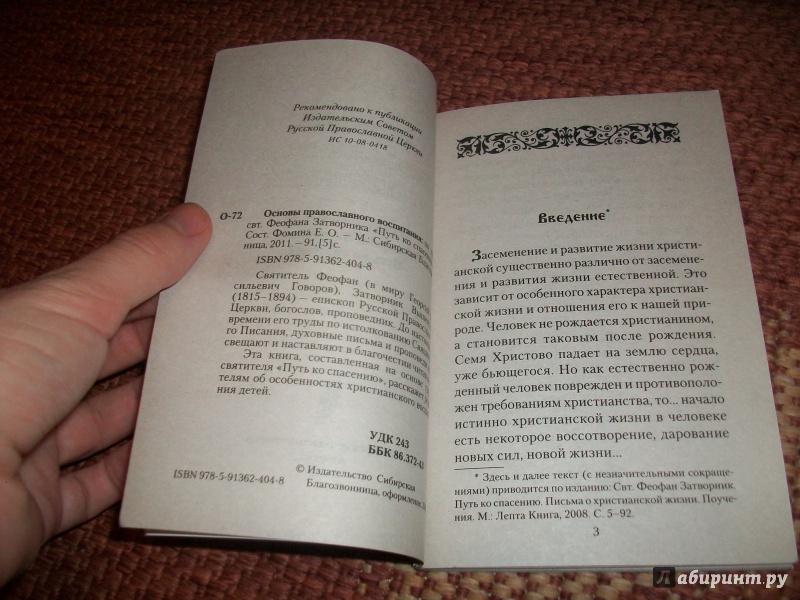 Рекомендовано к публикации
Издательским Советом
Русской Православной Церкви
ИС 10-08-0418
О-72 Основы православного воспитания:
свт. Феофана Затворника «Путь ко спасению»
Сост. Фомина Е. О. – М.: Сибирская
ница, 2011. – 91, [5] с.
ISBN 978-5-91362-404-8
Святитель Феофан (в миру Георгий
сильевич Говоров), Затворник
(1815–1894) — епископ Русской
Церкви, богослов, проповедник. До
времени его труды по истолкованию
го Писания, духовные письма и
свещают и наставляют в благочестии
Эта книга, составленная на основе
святителя «Путь ко спасению», расскажет
телям об особенностях христианского
ния детей.
УДК 243
ББК 86.372-43
ISBN 978-5-91362-404-8
© Издательство Сибирская
Благозвонница, оформление,
Введение*
Засеменение и развитие жизни христи-
анской существенно различно от засемене-
ния и развития жизни естественной. Это
зависит от особенного характера христиан-
ской жизни и отношения его к нашей при-
роде. Человек не рождается христианином,
а становится таковым после рождения.
Семя Христово падает на землю сердца,
уже бьющегося. Но как естественно рож-
денный человек поврежден и противополо-
жен требованиям христианства, то... начало
истинно христианской жизни в человеке
есть некоторое воссотворение, дарование
новых сил, новой жизни...
* Здесь и далее текст (с незначительными сокраще-
ниями) приводится по изданию: Свт. Феофан Затворник.
Путь ко спасению. Письма о христианской жизни. Поуче-
ния. М.: Лепта Книга, 2008. С. 5–92.
3
Лабиринт.ру